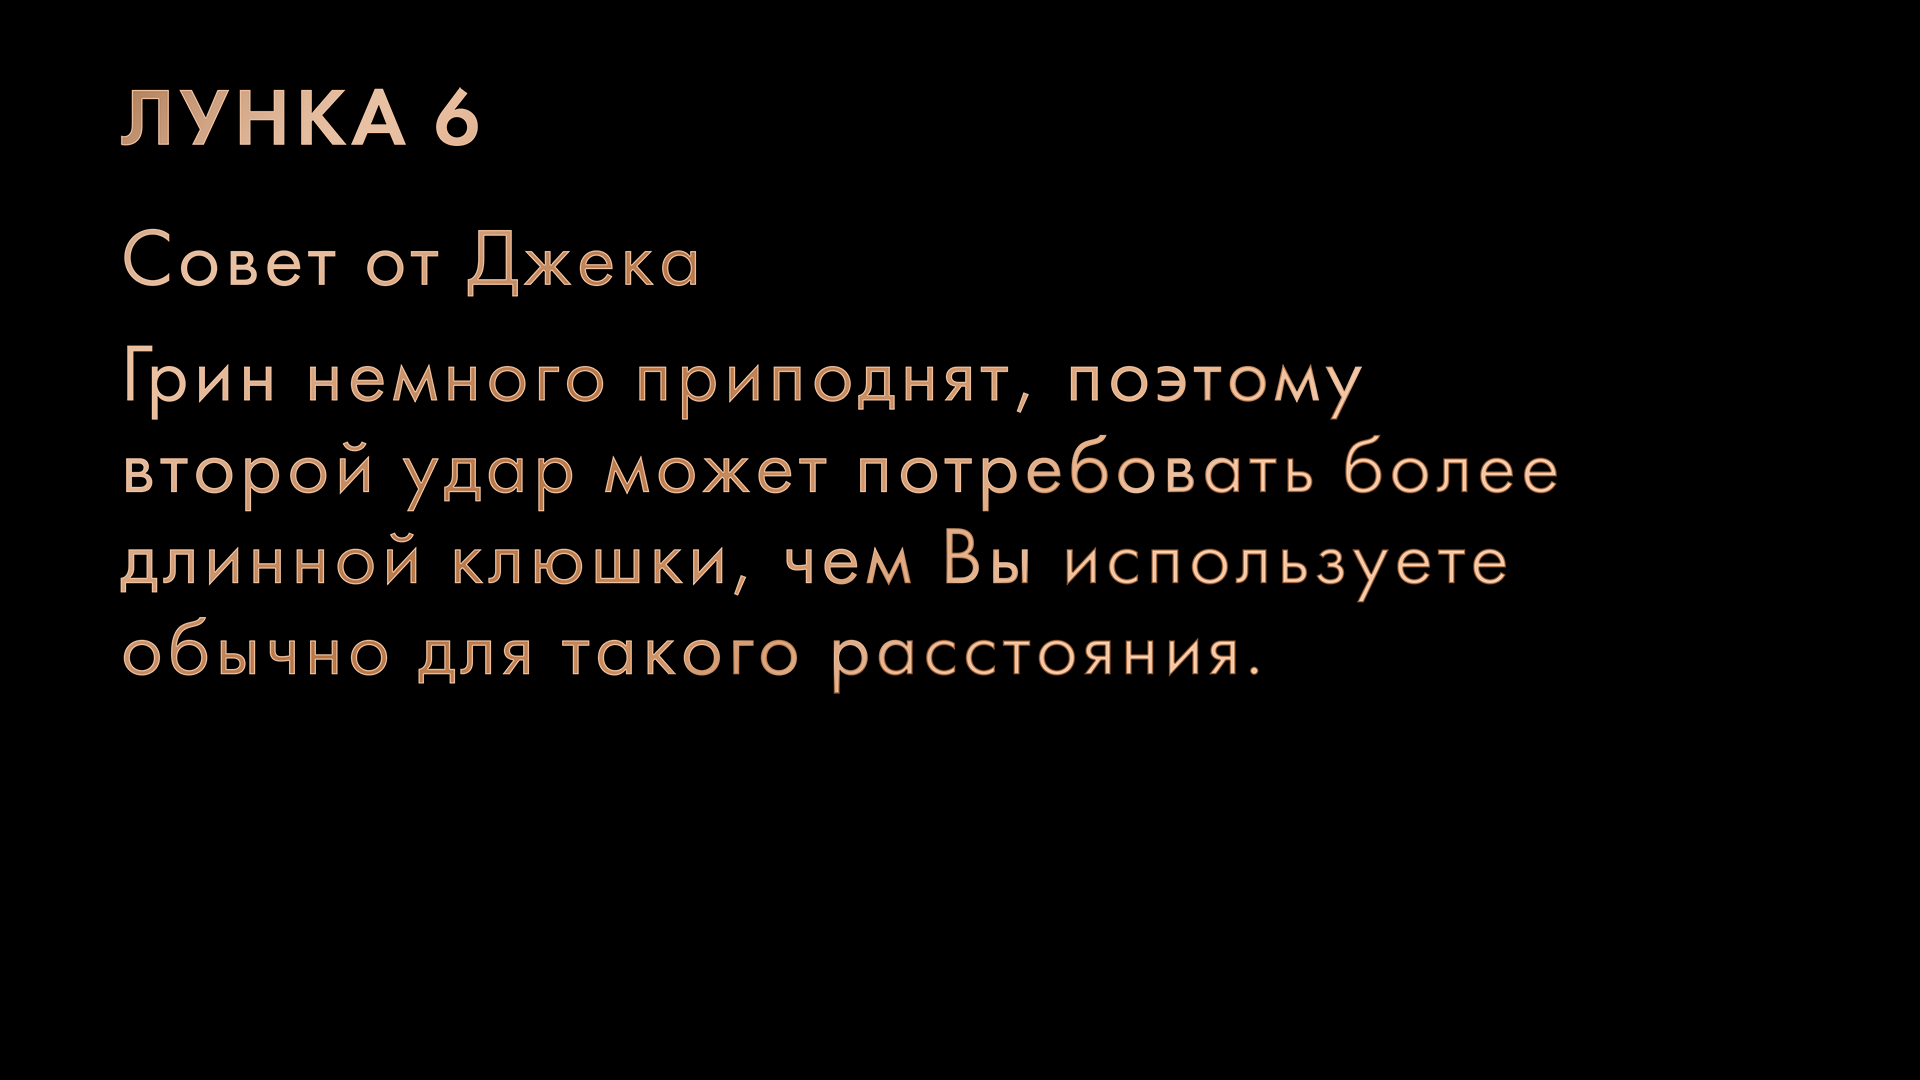 ЛУНКА 6
Совет от Джека
Грин немного приподнят, поэтому
второй удар может потребовать более
длинной клюшки, чем Вы используете
обычно для такого расстояния.